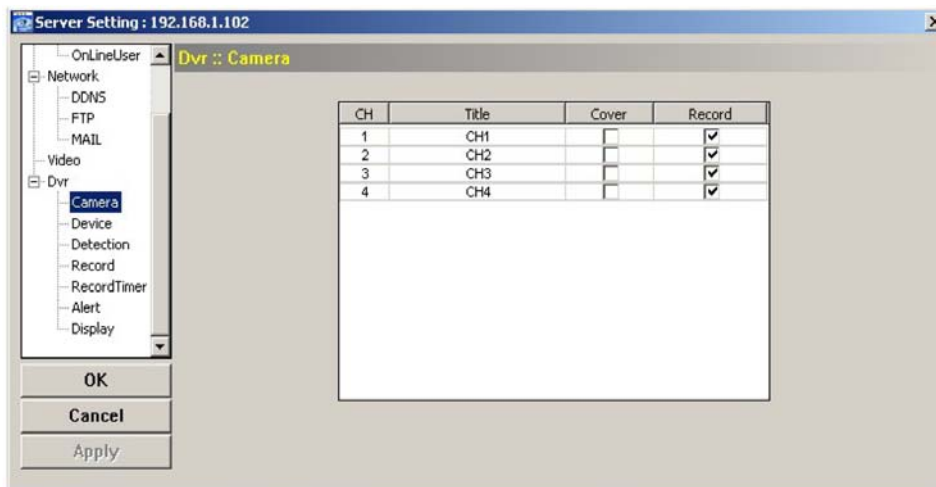 Server Setting : 192.168.1.102
OnLineUser
Network
DDNS
FTP
MAIL
Video
Dvr
Camera
Device
Detection
Record
RecordTimer
Alert
Display
OK
Cancel
Apply
Dvr :: Camera
CH Title Cover Record
1 CH1
2 CH2
3 CH3
4 CH4